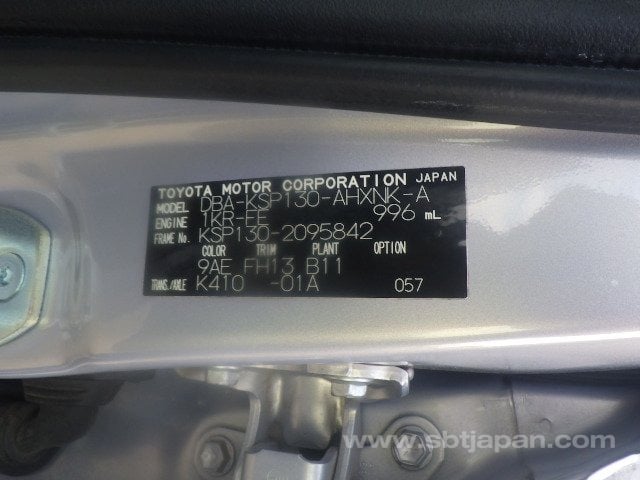 TOYOTA MOTOR CORPORATION JAPAN
MODEL DBA-KSP130-AHXNK-A
ENGINE 1KR-FE 996 mL
FRAME No. KSP130-2095842
COLOR TRIM PLANT OPTION
9AE FH13 B11
TRANS./AXLE K410 -01A 057
www.sbtjapan.com